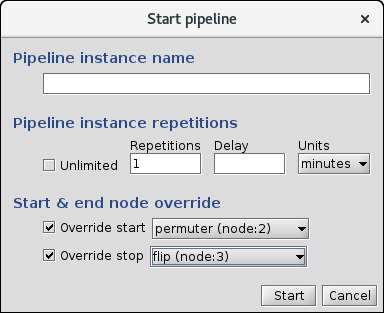 Start pipeline ×
Pipeline instance name
Pipeline instance repetitions
Repetitions Delay Units
Unlimited 1 minutes
Start & end node override
Override start permuter (node:2)
Override stop flip (node:3)
Start Cancel